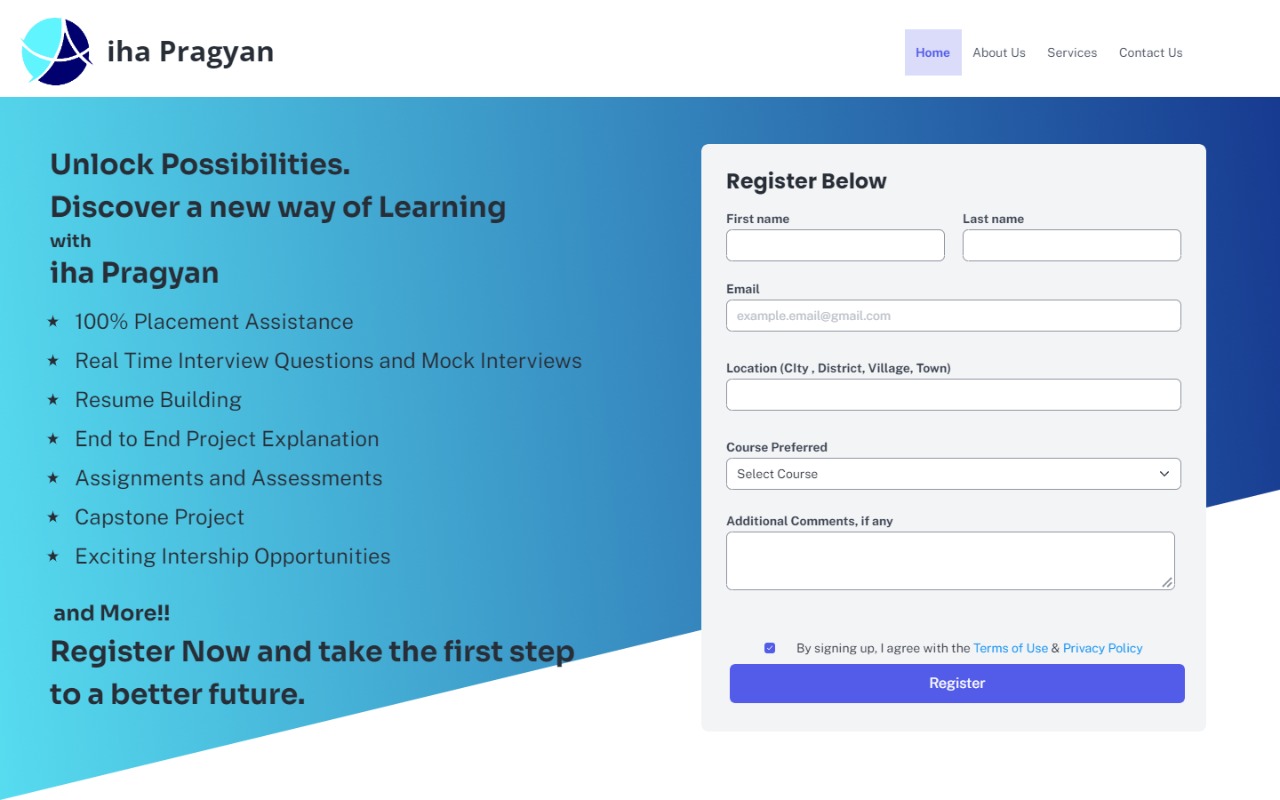 iha Pragyan
Home
About Us
Services
Contact Us
Unlock Possibilities.
Discover a new way of Learning
with
iha Pragyan
100% Placement Assistance
Real Time Interview Questions and Mock Interviews
Resume Building
End to End Project Explanation
Assignments and Assessments
Capstone Project
Exciting Intership Opportunities
and More!!
Register Now and take the first step
to a better future.
Register Below
First name
Last name
Email
example.email@gmail.com
Location (CIty , District, Village, Town)
Course Preferred
Select Course
Additional Comments, if any
By signing up, I agree with the Terms of Use & Privacy Policy
Register